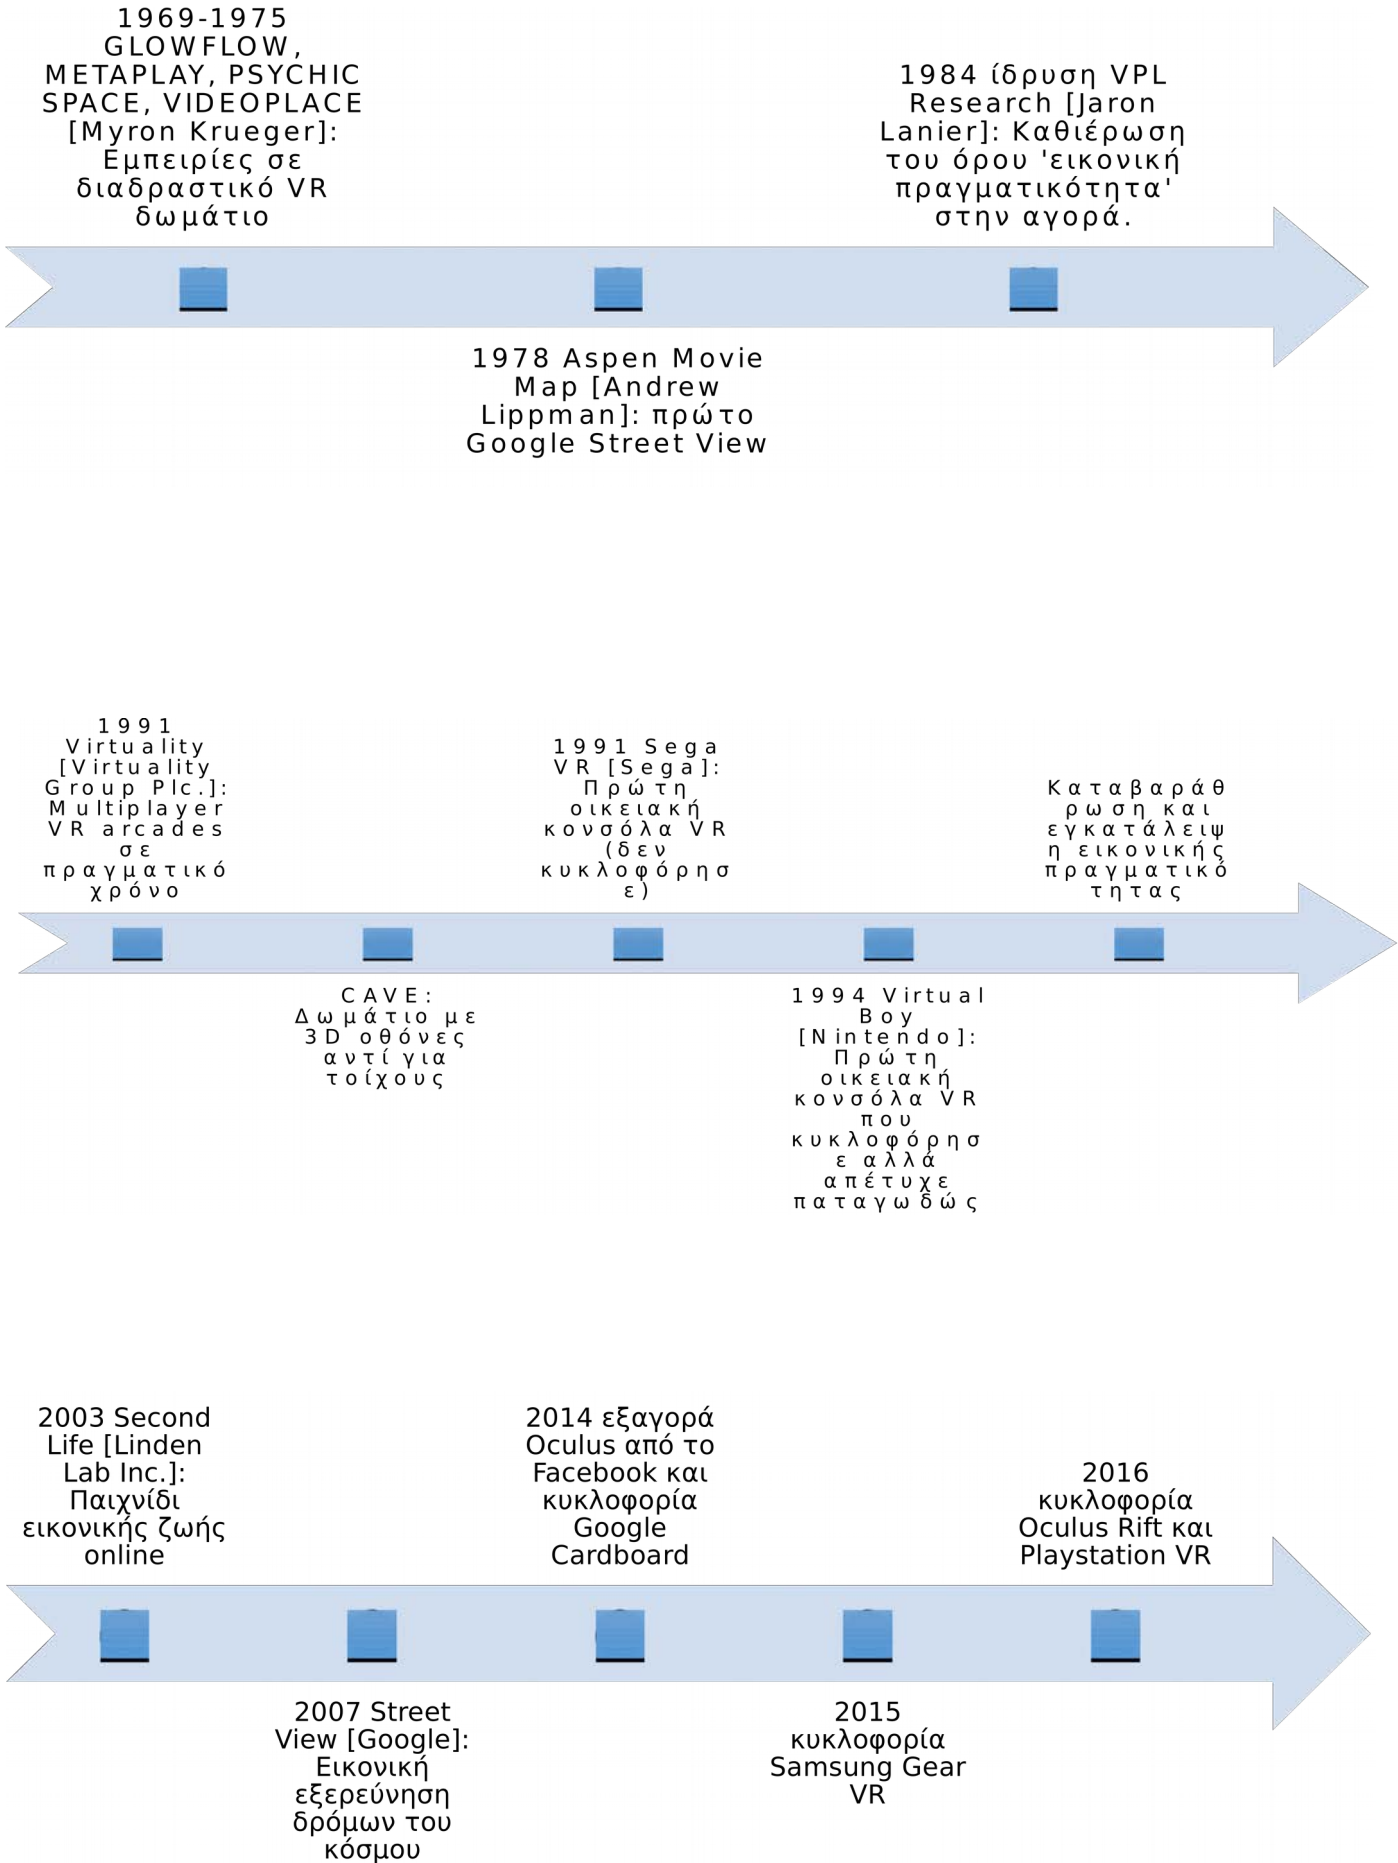 1969-1975
GLOWFLOW,
METAPLAY, PSYCHIC
SPACE, VIDEOPLACE
[Myron Krueger]:
Εμπειρίες σε
διαδραστικό VR
δωμάτιο
1978 Aspen Movie
Map [Andrew
Lippman]: πρώτο
Google Street View
1984 ίδρυση VPL
Research [Jaron
Lanier]: Καθιέρωση
του όρου 'εικονική
πραγματικότητα'
στην αγορά.
1991
Virtuality
[Virtuality
Group Plc.]:
Multiplayer
VR arcades
σε
πραγματικό
χρόνο
CAVE:
Δωμάτιο με
3D οθόνες
αντί για
τοίχους
1991 Sega
VR [Sega]:
Πρώτη
οικειακή
κονσόλα VR
(δεν
κυκλοφόρησ
ε)
1994 Virtual
Boy
[Nintendo]:
Πρώτη
οικειακή
κονσόλα VR
που
κυκλοφόρησ
ε αλλά
απέτυχε
παταγωδώς
Καταβαράθ
ρωση και
εγκατάλειψ
η εικονικής
πραγματικό
τητας
2003 Second
Life [Linden
Lab Inc.]:
Παιχνίδι
εικονικής ζωής
online
2007 Street
View [Google]:
Εικονική
εξερεύνηση
δρόμων του
κόσμου
2014 εξαγορά
Oculus από το
Facebook και
κυκλοφορία
Google
Cardboard
2015
κυκλοφορία
Samsung Gear
VR
2016
κυκλοφορία
Oculus Rift και
Playstation VR